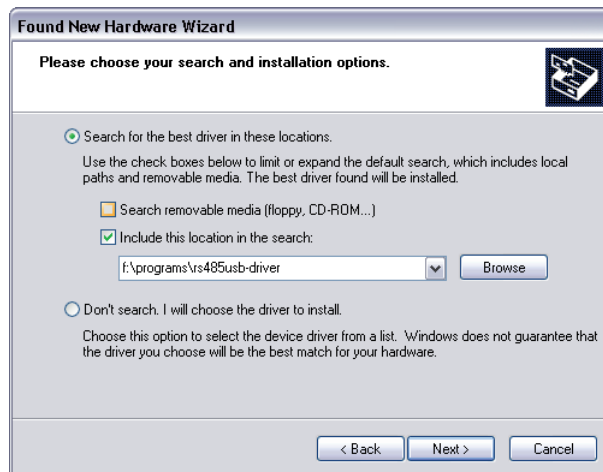 Found New Hardware Wizard
Please choose your search and installation options.
Search for the best driver in these locations.
Use the check boxes below to limit or expand the default search, which includes local
paths and removable media. The best driver found will be installed.
Search removable media (floppy, CD-ROM...)
Include this location in the search:
f:\programs\rs485usb-driver
Browse
Don't search. I will choose the driver to install.
Choose this option to select the device driver from a list. Windows does not guarantee that
the driver you choose will be the best match for your hardware.
< Back Next > Cancel